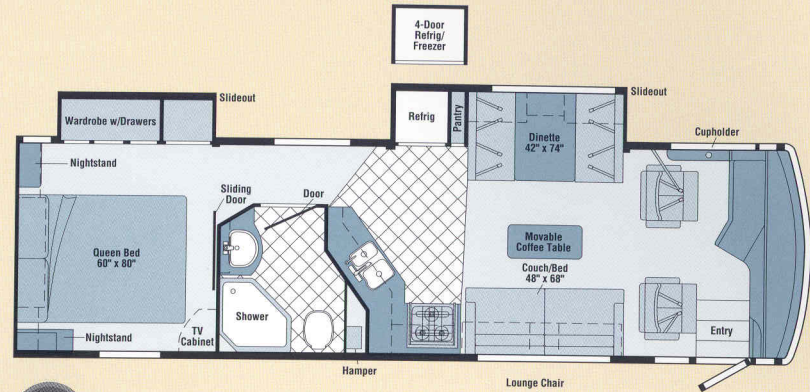 4-Door
Refrig/
Freezer
Slideout
Wardrobe w/Drawers
Refrig
Pantry
Slideout
Dinette
42" x 74"
Cupholder
Nightstand
Sliding
Door
Door
Queen Bed
60" x 80"
Movable
Coffee Table
Couch/Bed
48" x 68"
Shower
Nightstand
TV
Cabinet
Entry
Hamper
Lounge Chair